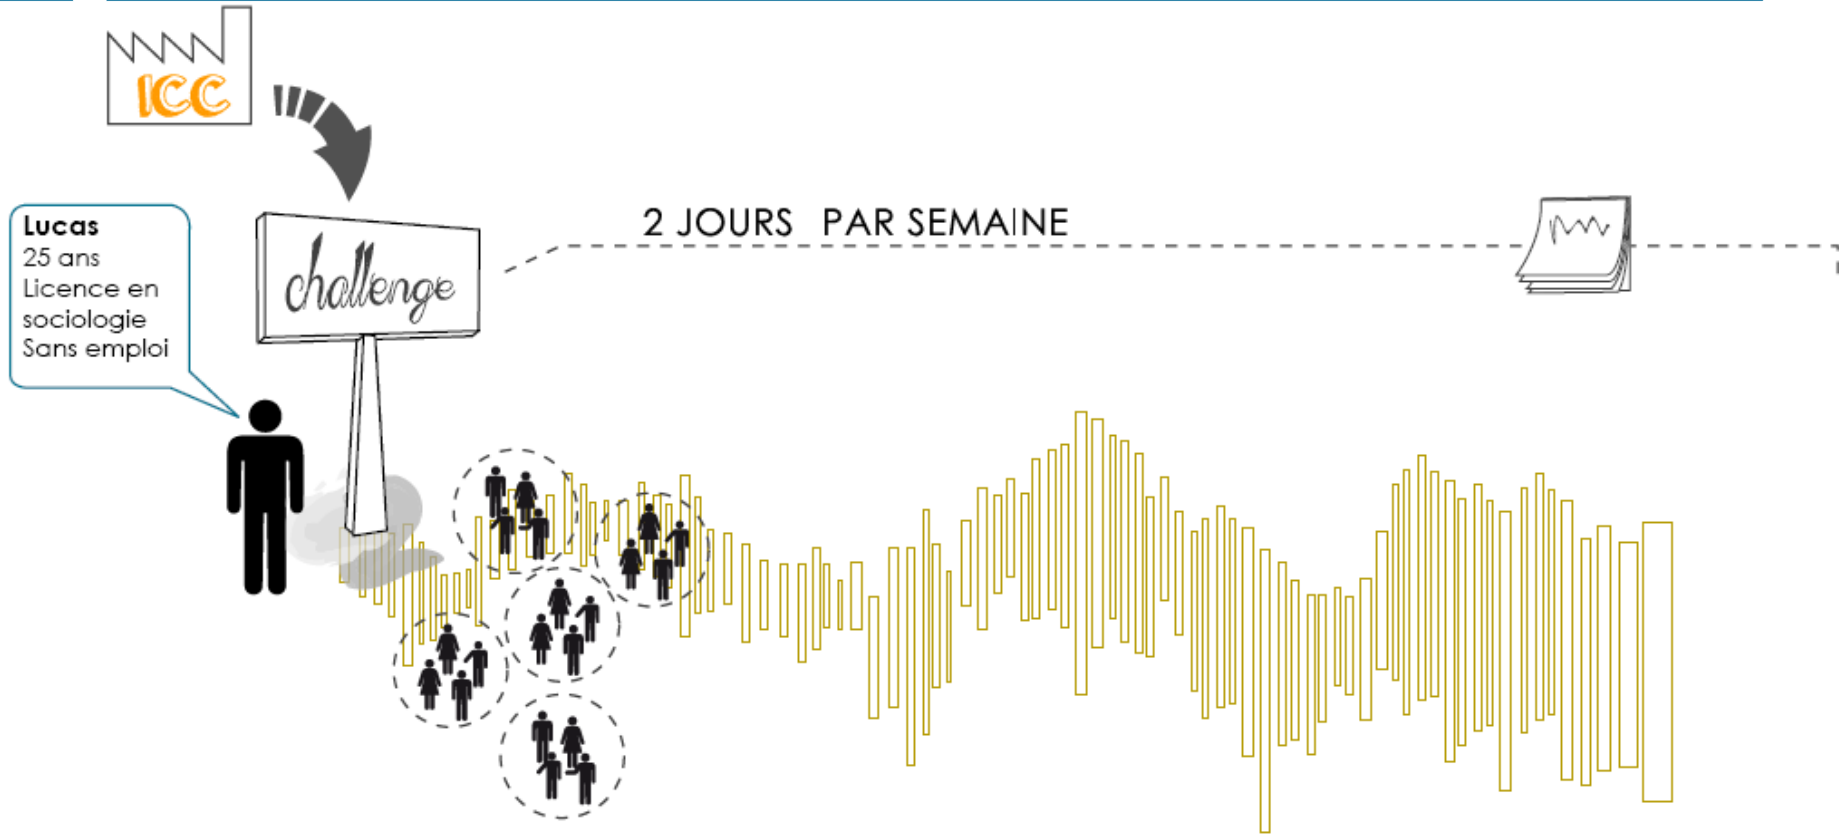 ICC
2 JOURS PAR SEMAINE
Lucas
25 ans
Licence en
sociologie
Sans emploi
challenge